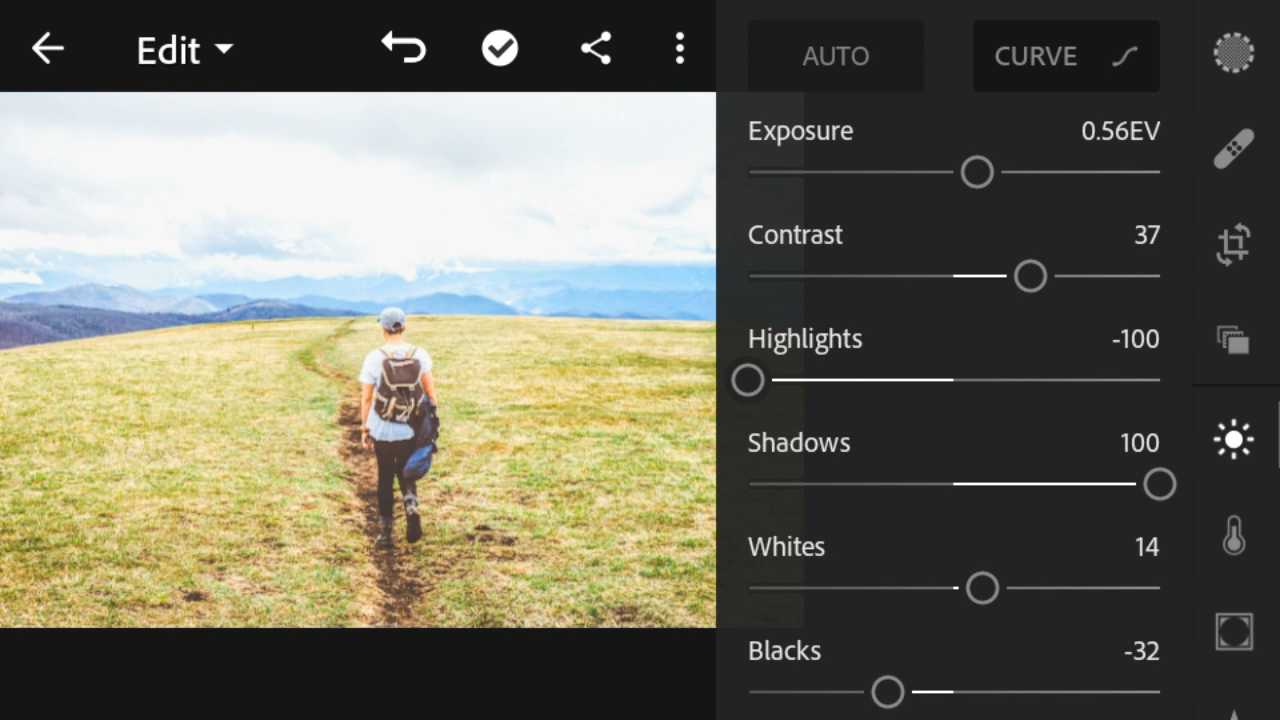 Edit
AUTO
CURVE
Exposure 0.56EV
Contrast 37
Highlights -100
Shadows 100
Whites 14
Blacks -32